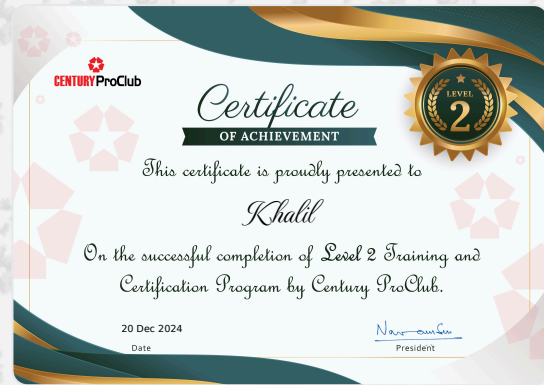 CENTURY ProClub
LEVEL
2
Certificate
OF ACHIEVEMENT
This certificate is proudly presented to
Khalil
On the successful completion of Level 2 Training and
Certification Program by Century ProClub.
20 Dec 2024
Date
President